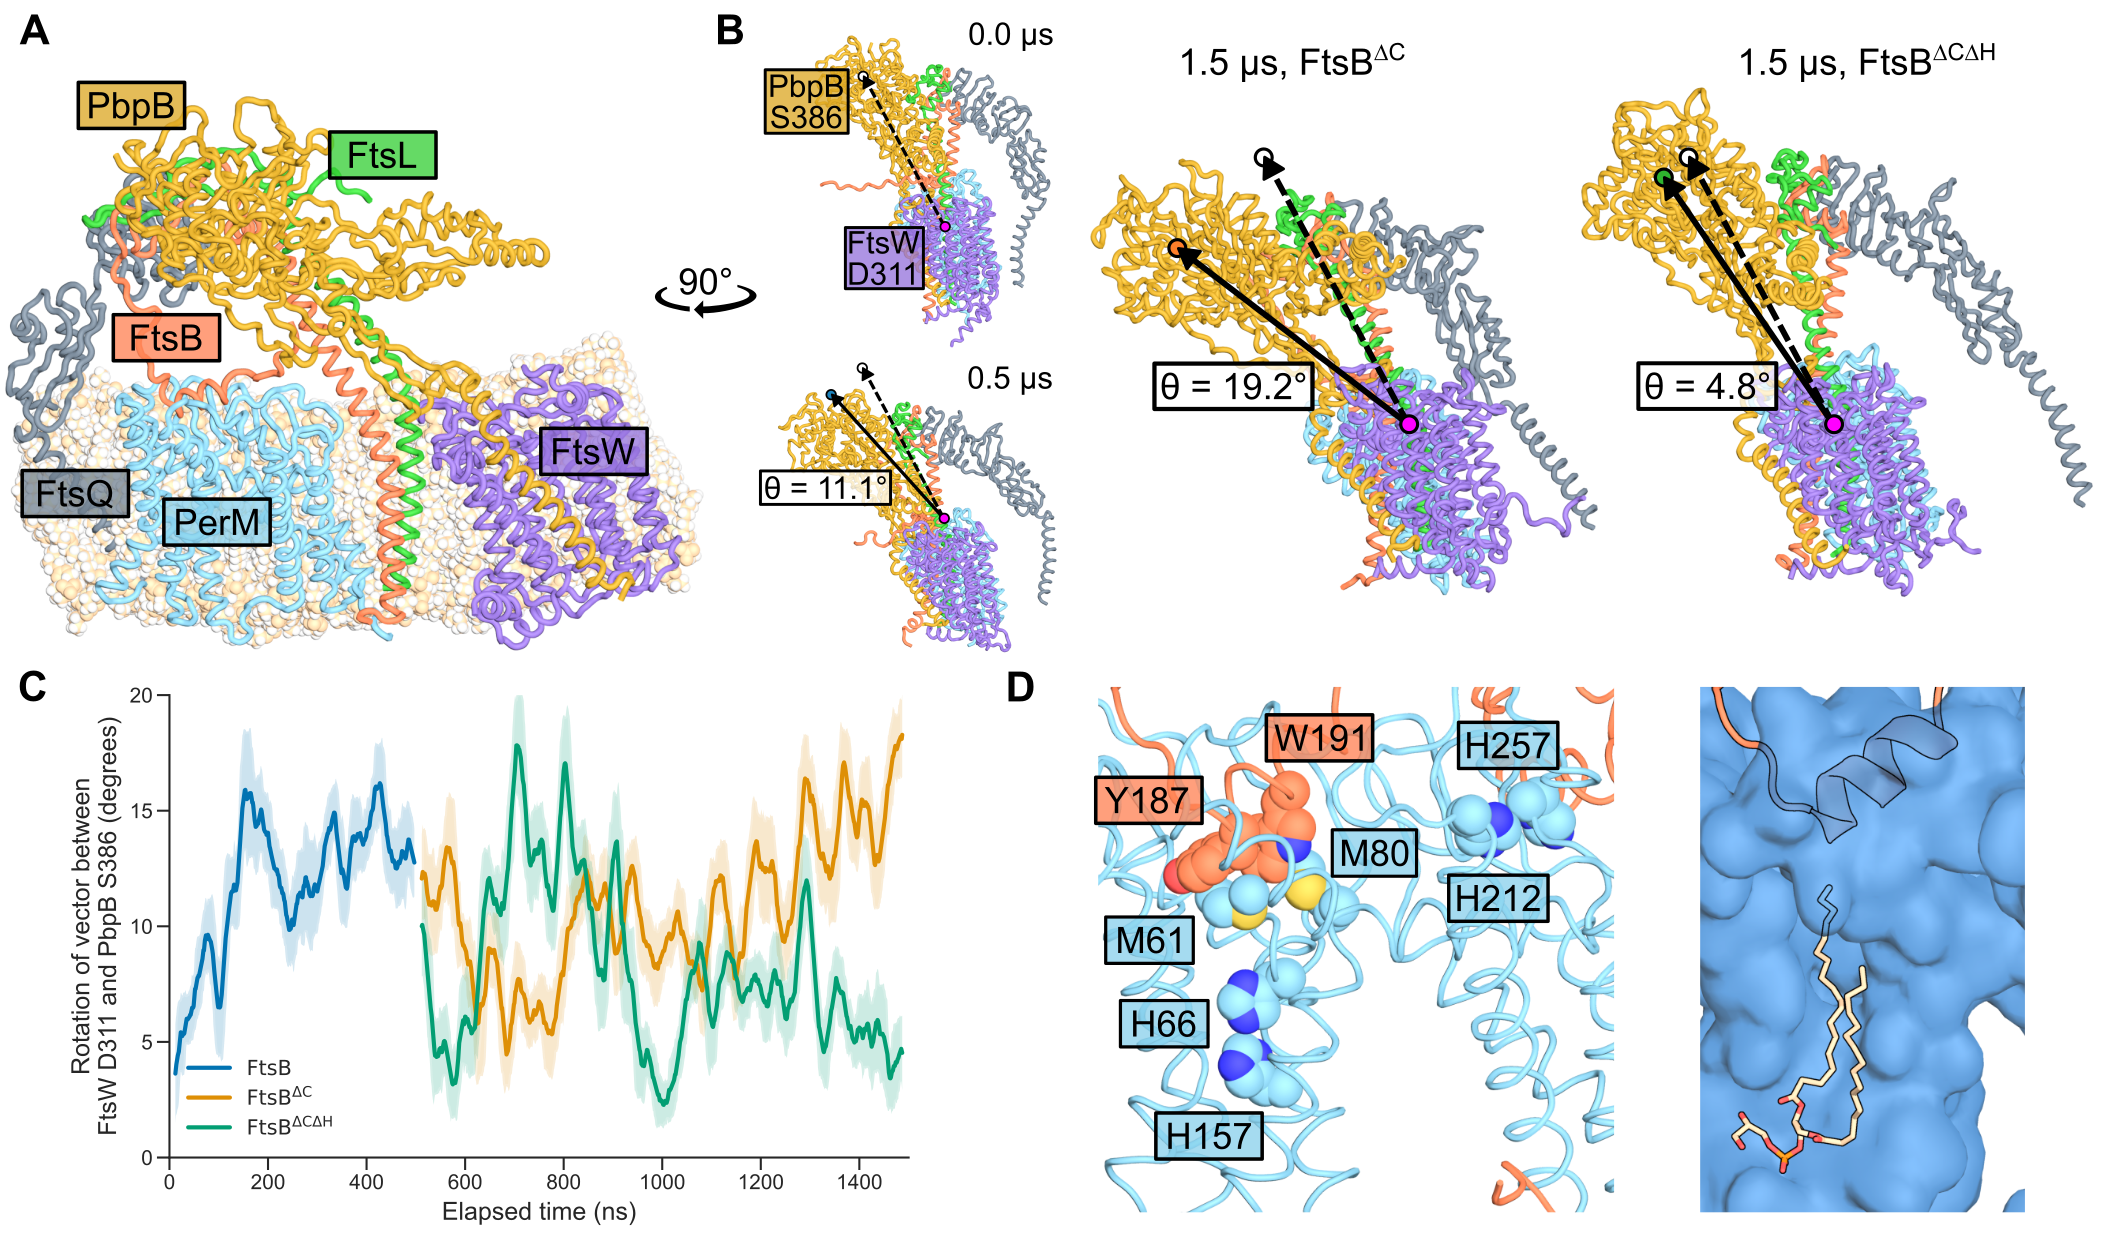 A
PbpB
FtsL
FtsB
FtsW
FtsQ
PerM
90°
B
0.0 µs
PbpB
S386
FtsW
D311
0.5 µs
θ = 11.1°
1.5 µs, FtsB^ΔC
θ = 19.2°
1.5 µs, FtsB^ΔCΔH
θ = 4.8°
C
Rotation of vector between
FtsW D311 and PbpB S386 (degrees)
20
15
10
5
0
FtsB
FtsB^ΔC
FtsB^ΔCΔH
0 200 400 600 800 1000 1200 1400
Elapsed time (ns)
D
W191
H257
Y187
M80
H212
M61
H66
H157